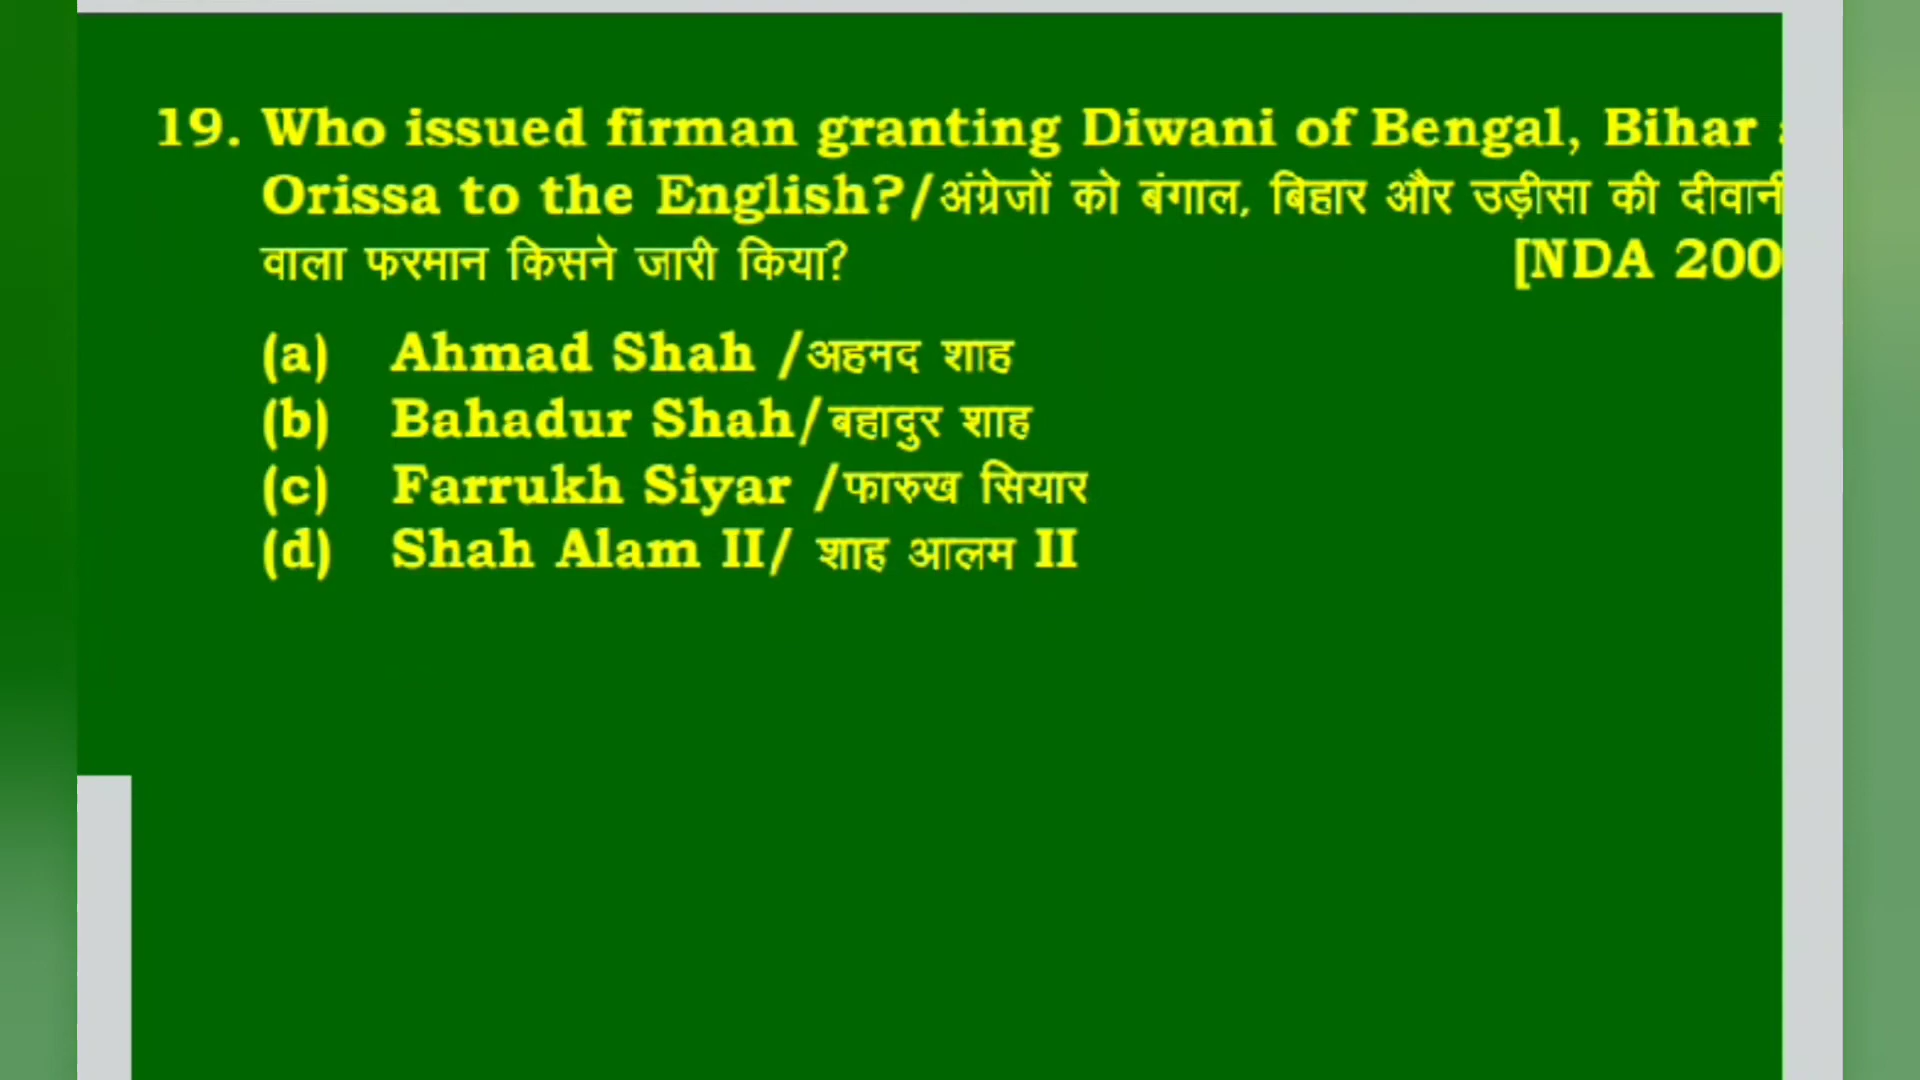 19. Who issued firman granting Diwani of Bengal, Bihar
Orissa to the English?/अंग्रेजों को बंगाल, बिहार और उड़ीसा की दीवानी
वाला फरमान किसने जारी किया? [NDA 200
(a) Ahmad Shah /अहमद शाह
(b) Bahadur Shah/बहादुर शाह
(c) Farrukh Siyar /फारुख सियार
(d) Shah Alam II/ शाह आलम II